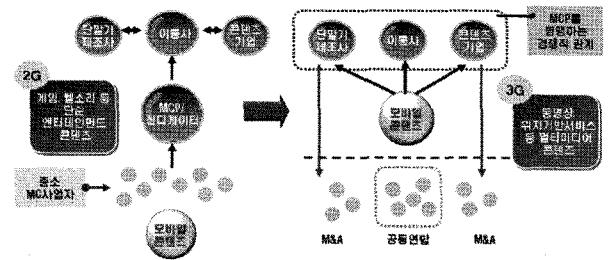 단말기
제조사
이통사
콘텐츠
기업
2G
게임, 벨소리 등
단순
엔터테인먼트
콘텐츠
MCP/
신디케이터
중소
MC사업자
모바일
콘텐츠
단말기
제조사
이통사
콘텐츠
기업
MCP를
병행하는
경쟁적 관계
모바일
콘텐츠
3G
동영상,
위치기반서비스
등 멀티미디어
콘텐츠
M&A
공동연합
M&A